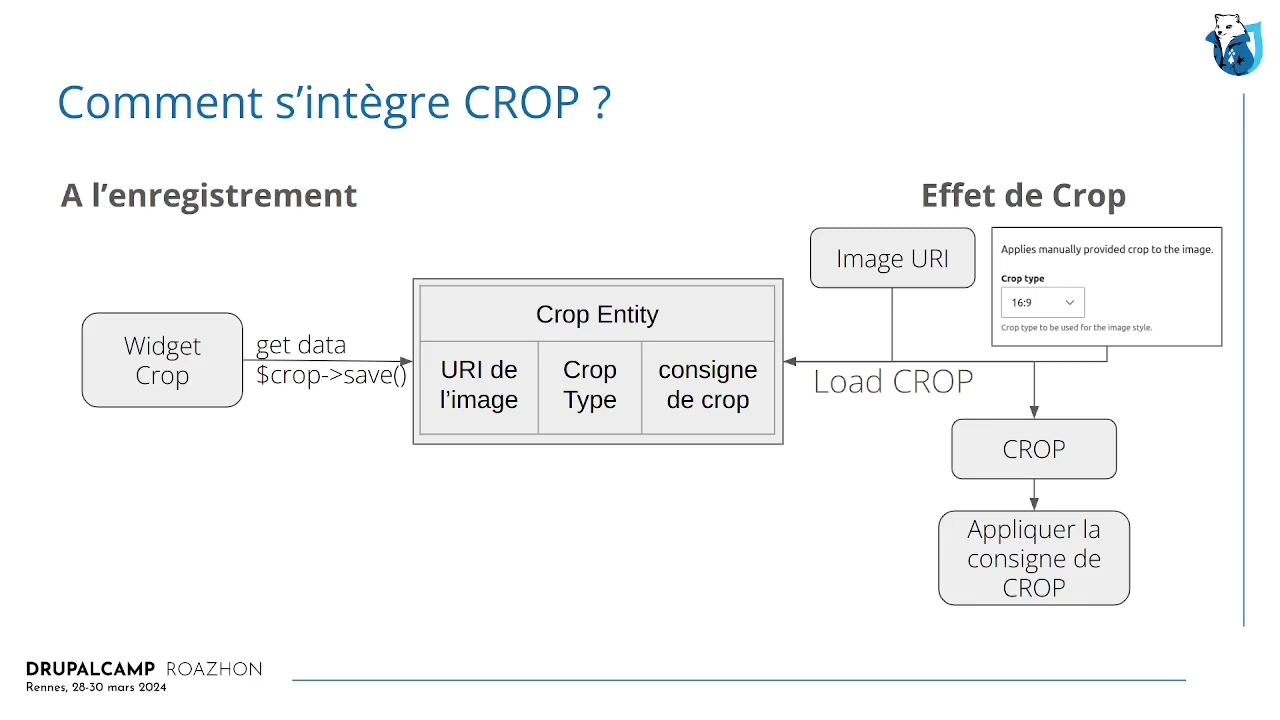 Comment s’intègre CROP ?
A l’enregistrement
Widget
Crop
get data
$crop->save()
Crop Entity
URI de
l’image
Crop
Type
consigne
de crop
Effet de Crop
Image URI
Applies manually provided crop to the image.
Crop type
16:9
Crop type to be used for the image style.
Load CROP
CROP
Appliquer la
consigne de
CROP
DRUPALCAMP ROAZHON
Rennes, 28-30 mars 2024